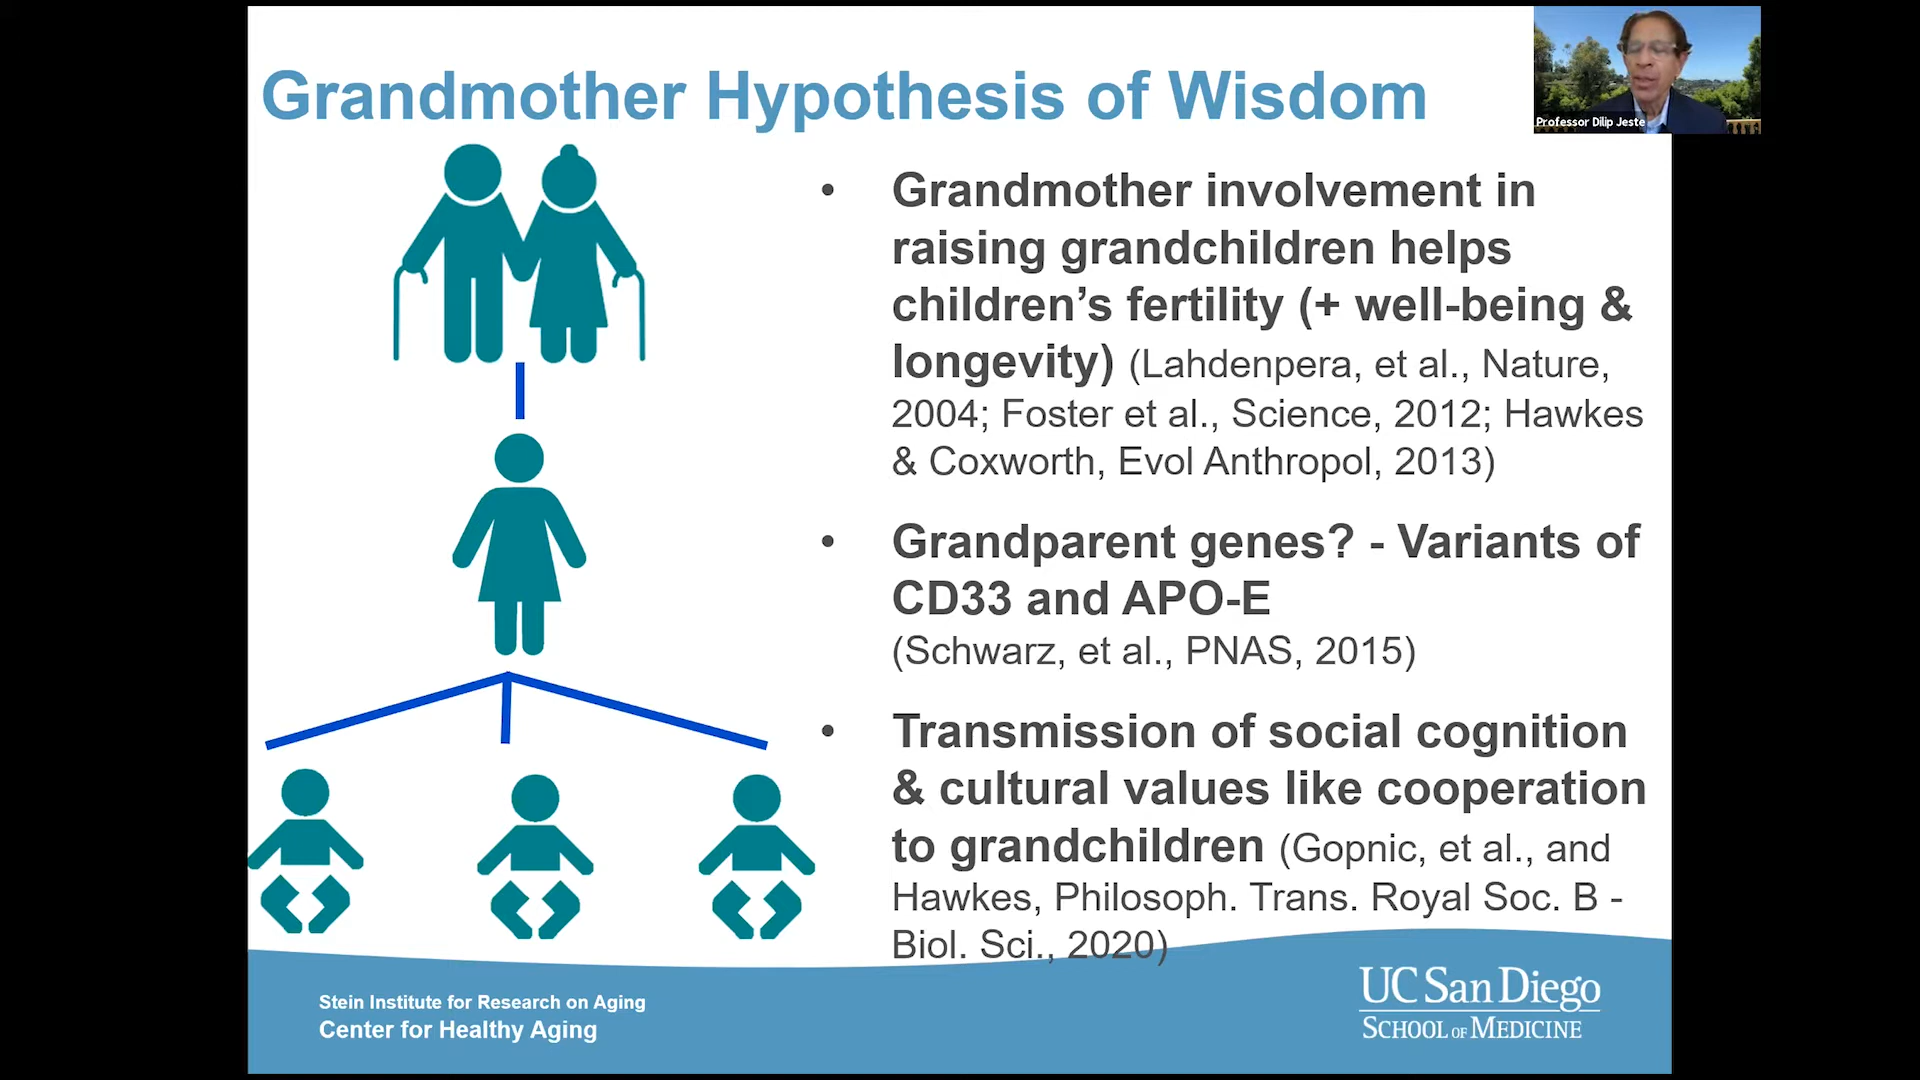 Grandmother Hypothesis of Wisdom
Professor Dilip Jeste
• Grandmother involvement in
raising grandchildren helps
children’s fertility (+ well-being &
longevity) (Lahdenpera, et al., Nature,
2004; Foster et al., Science, 2012; Hawkes
& Coxworth, Evol Anthropol, 2013)
• Grandparent genes? - Variants of
CD33 and APO-E
(Schwarz, et al., PNAS, 2015)
• Transmission of social cognition
& cultural values like cooperation
to grandchildren (Gopnic, et al., and
Hawkes, Philosoph. Trans. Royal Soc. B -
Biol. Sci., 2020)
Stein Institute for Research on Aging
Center for Healthy Aging
UC San Diego
SCHOOL OF MEDICINE